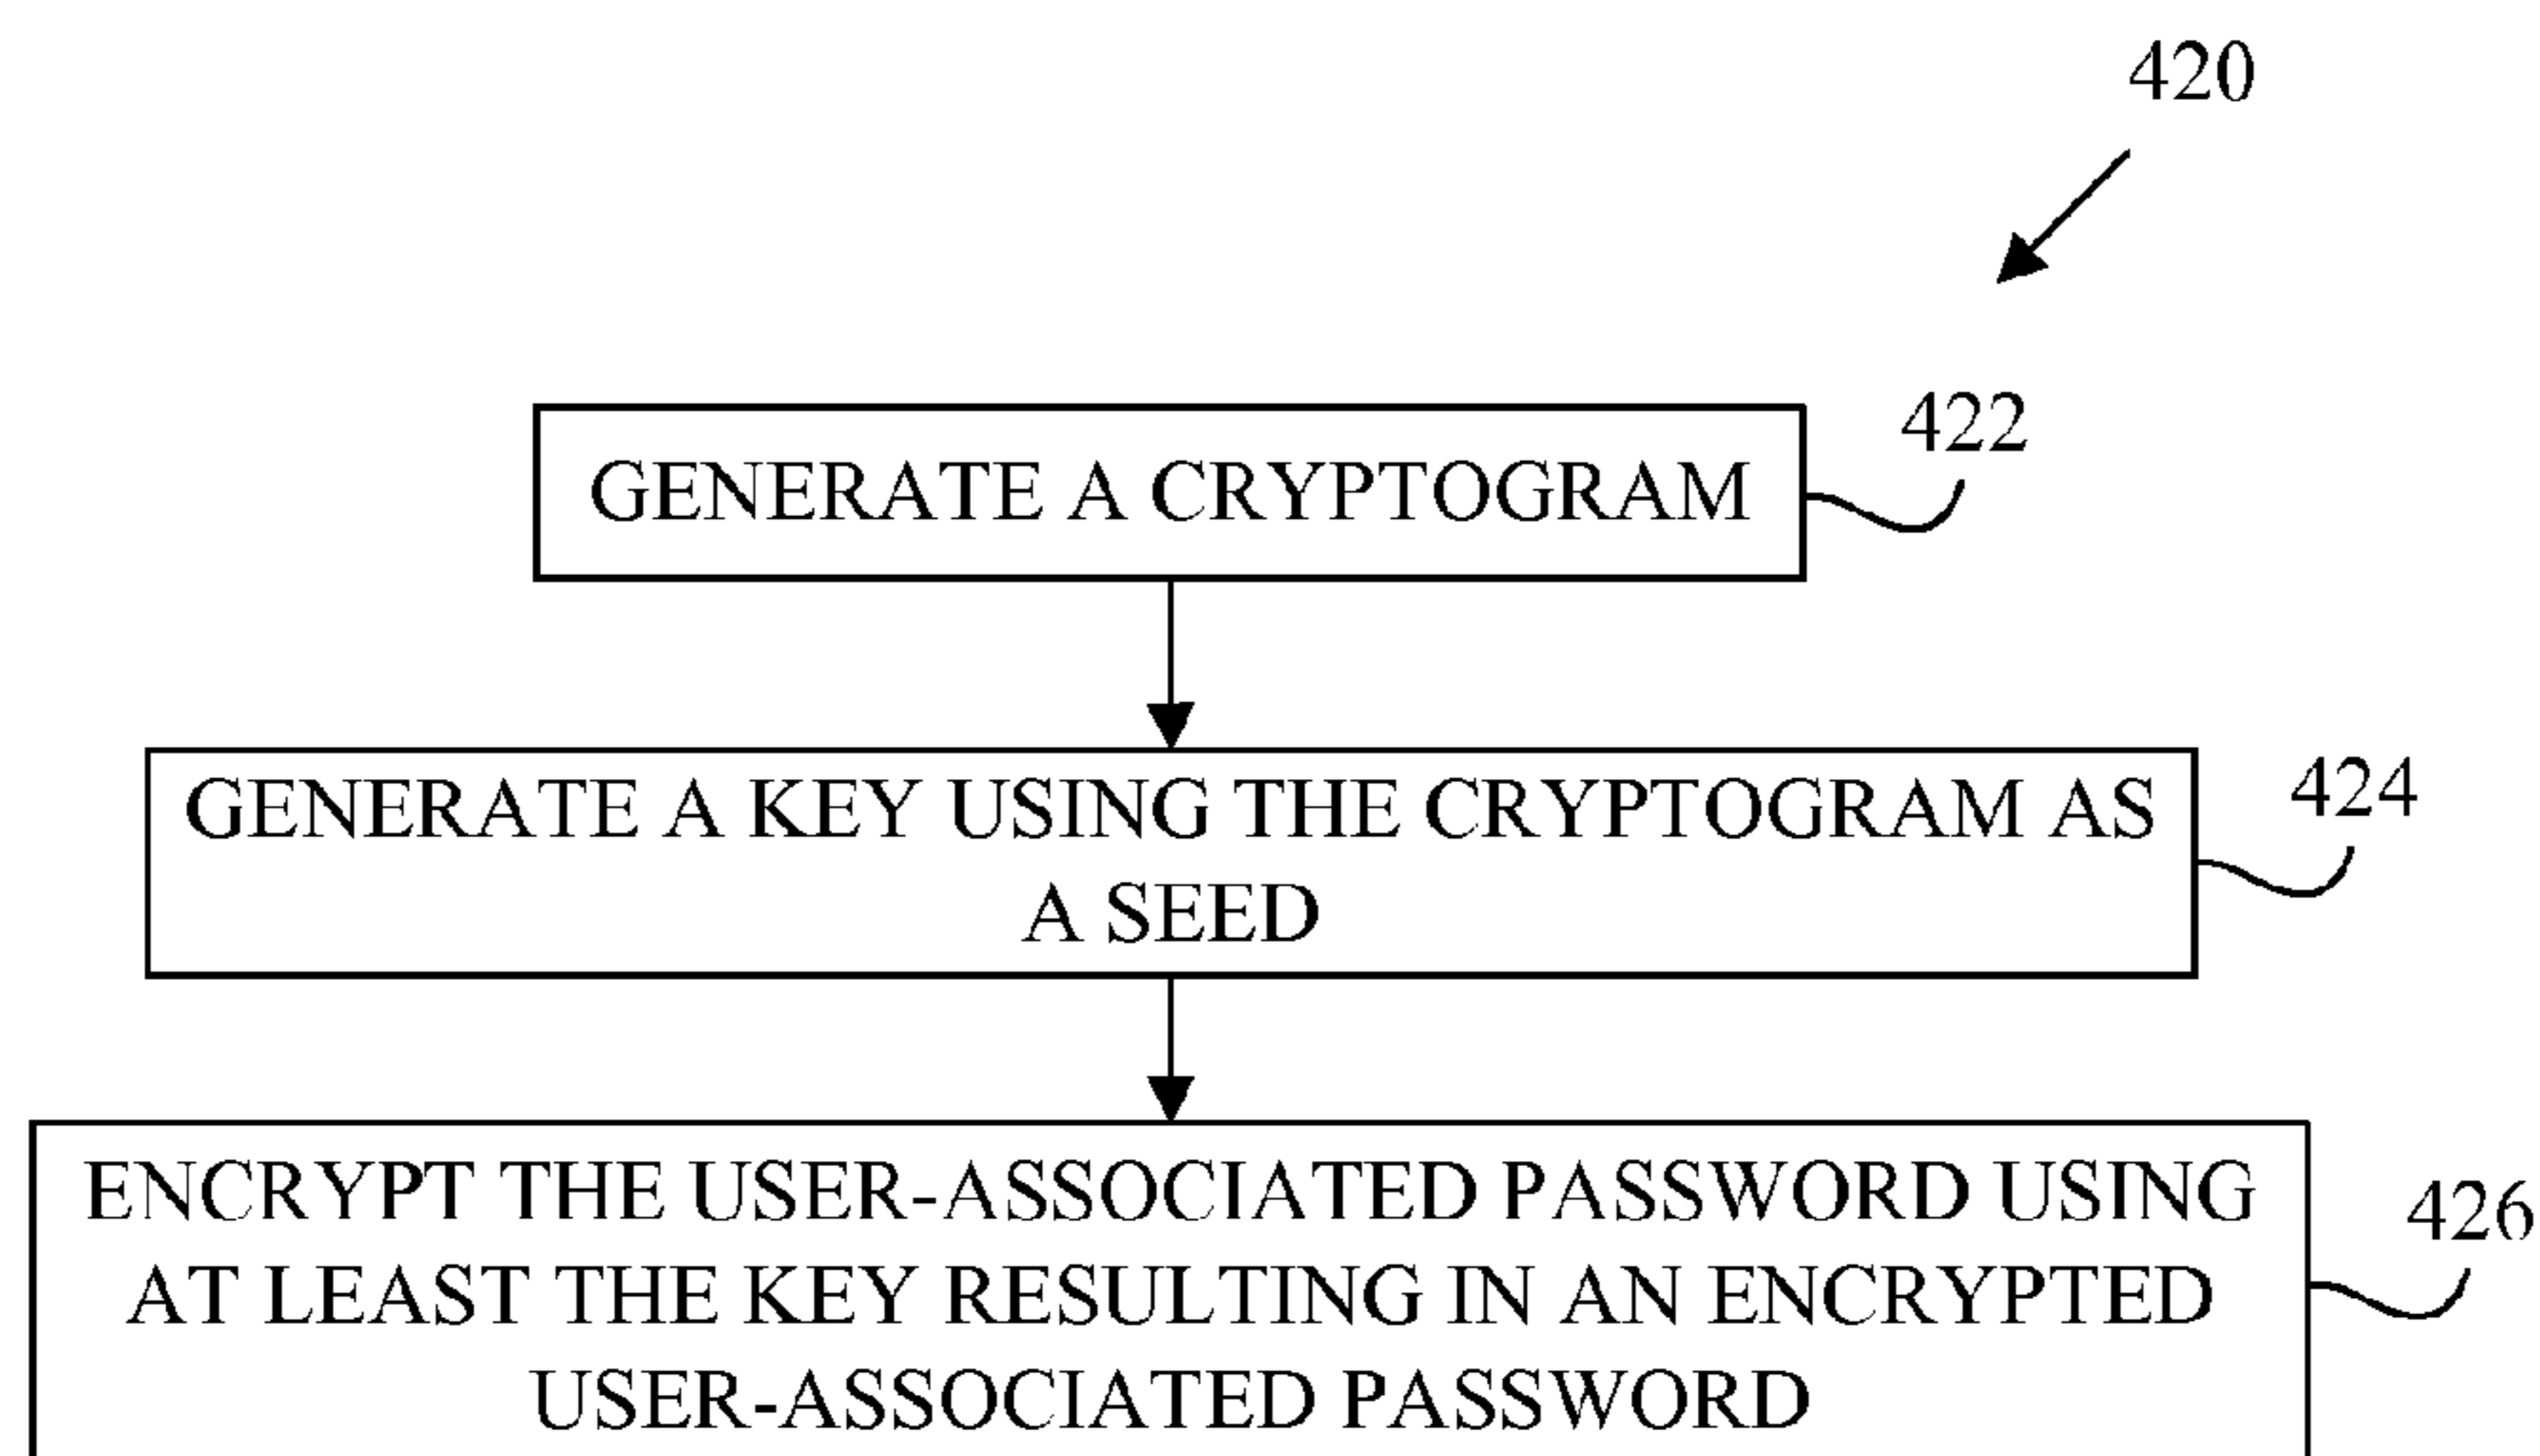 420
422
GENERATE A CRYPTOGRAM
424
GENERATE A KEY USING THE CRYPTOGRAM AS
A SEED
426
ENCRYPT THE USER-ASSOCIATED PASSWORD USING
AT LEAST THE KEY RESULTING IN AN ENCRYPTED
USER-ASSOCIATED PASSWORD